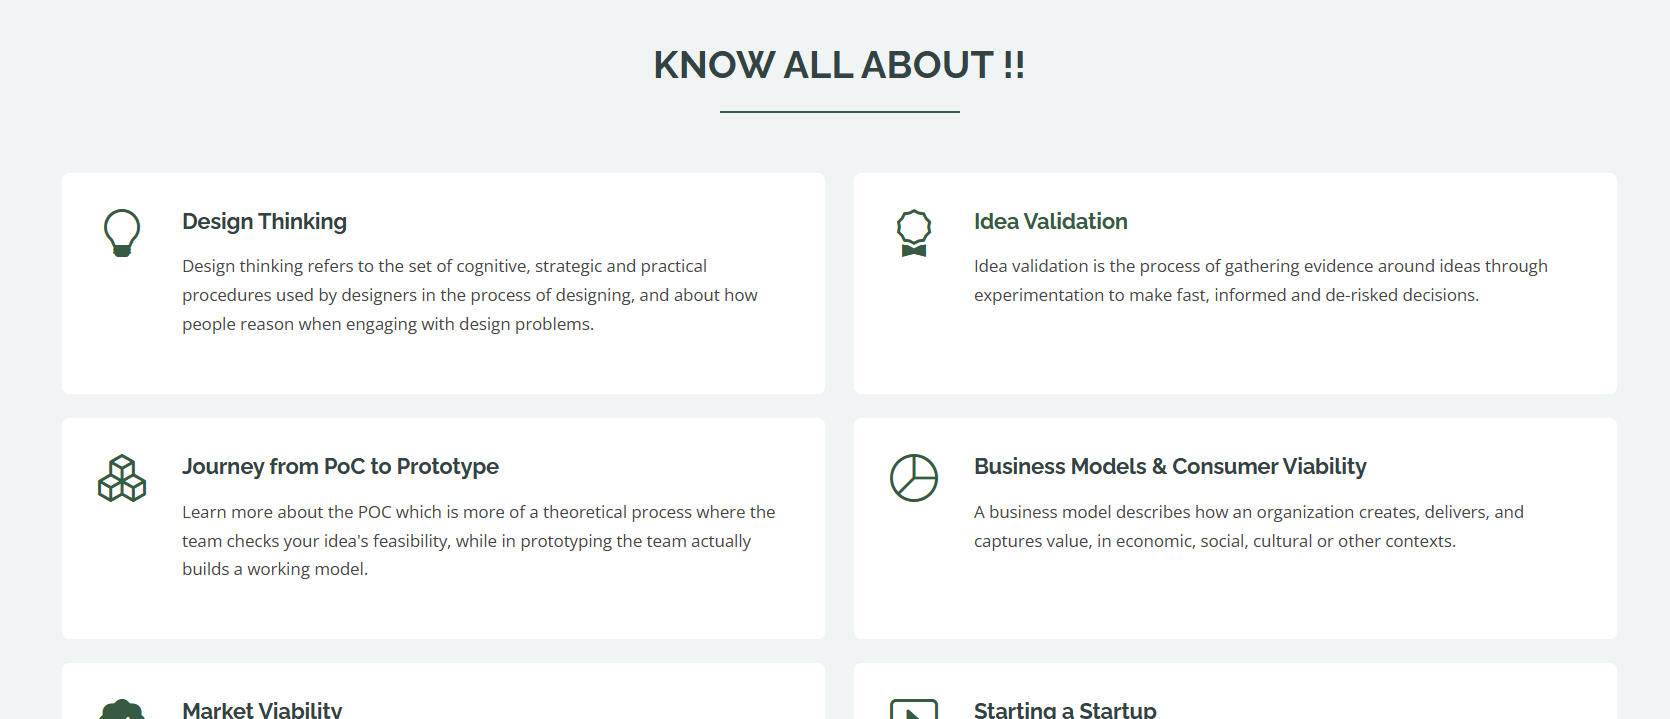 KNOW ALL ABOUT !!
Design Thinking
Design thinking refers to the set of cognitive, strategic and practical
procedures used by designers in the process of designing, and about how
people reason when engaging with design problems.
Idea Validation
Idea validation is the process of gathering evidence around ideas through
experimentation to make fast, informed and de-risked decisions.
Journey from PoC to Prototype
Learn more about the POC which is more of a theoretical process where the
team checks your idea's feasibility, while in prototyping the team actually
builds a working model.
Business Models & Consumer Viability
A business model describes how an organization creates, delivers, and
captures value, in economic, social, cultural or other contexts.
Market Viability
Starting a Startup